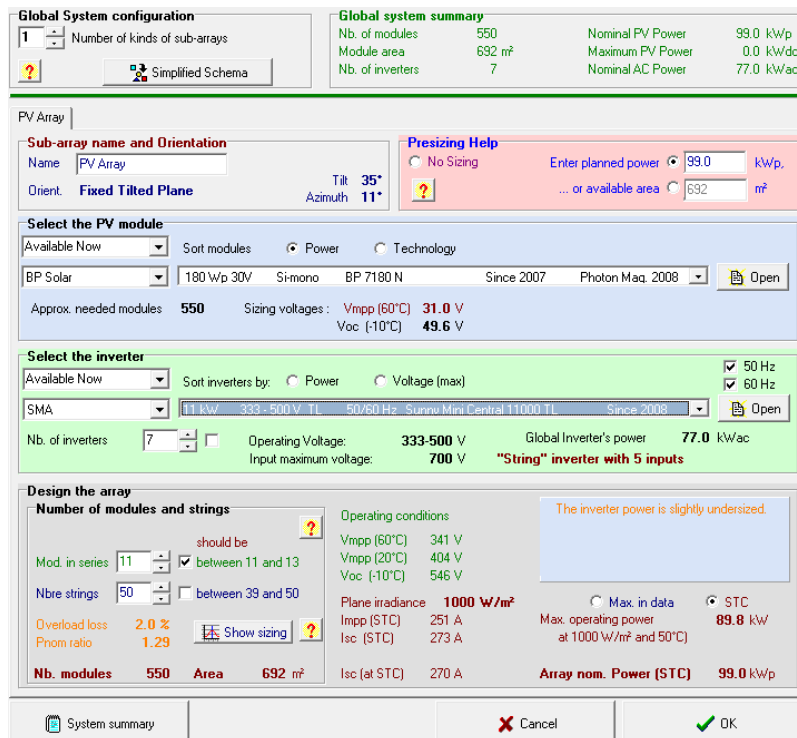 Global System configuration
1 Number of kinds of sub-arrays
? Simplified Schema
Global system summary
Nb. of modules 550 Nominal PV Power 99.0 kWp
Module area 692 m² Maximum PV Power 0.0 kWdc
Nb. of inverters 7 Nominal AC Power 77.0 kWac
PV Array
Sub-array name and Orientation
Name PV Array
Orient. Fixed Tilted Plane
Tilt 35°
Azimuth 11°
Presizing Help
No Sizing Enter planned power 99.0 kWp,
? ... or available area 692 m²
Select the PV module
Available Now Sort modules Power Technology
BP Solar 180 Wp 30V Si-mono BP 7180 N Since 2007 Photon Mag. 2008 Open
Approx. needed modules 550 Sizing voltages : Vmpp (60°C) 31.0 V
Voc (-10°C) 49.6 V
Select the inverter
Available Now Sort inverters by: Power Voltage (max)
50 Hz
60 Hz
SMA 11 kW 333 - 500 V TL 50/60 Hz Sunny Mini Central 11000 TL Since 2008 Open
Nb. of inverters 7 Operating Voltage: 333-500 V Global Inverter's power 77.0 kWac
Input maximum voltage: 700 V "String" inverter with 5 inputs
Design the array
Number of modules and strings
?
should be
Mod. in series 11 between 11 and 13
Nbre strings 50 between 39 and 50
Overload loss 2.0 %
Pnom ratio 1.29
Show sizing ?
Nb. modules 550 Area 692 m²
Operating conditions
Vmpp (60°C) 341 V
Vmpp (20°C) 404 V
Voc (-10°C) 546 V
Plane irradiance 1000 W/m²
Impp (STC) 251 A
Isc (STC) 273 A
Isc (at STC) 270 A
The inverter power is slightly undersized.
Max. in data STC
Max. operating power 89.8 kW
at 1000 W/m² and 50°C)
Array nom. Power (STC) 99.0 kWp
System summary Cancel OK